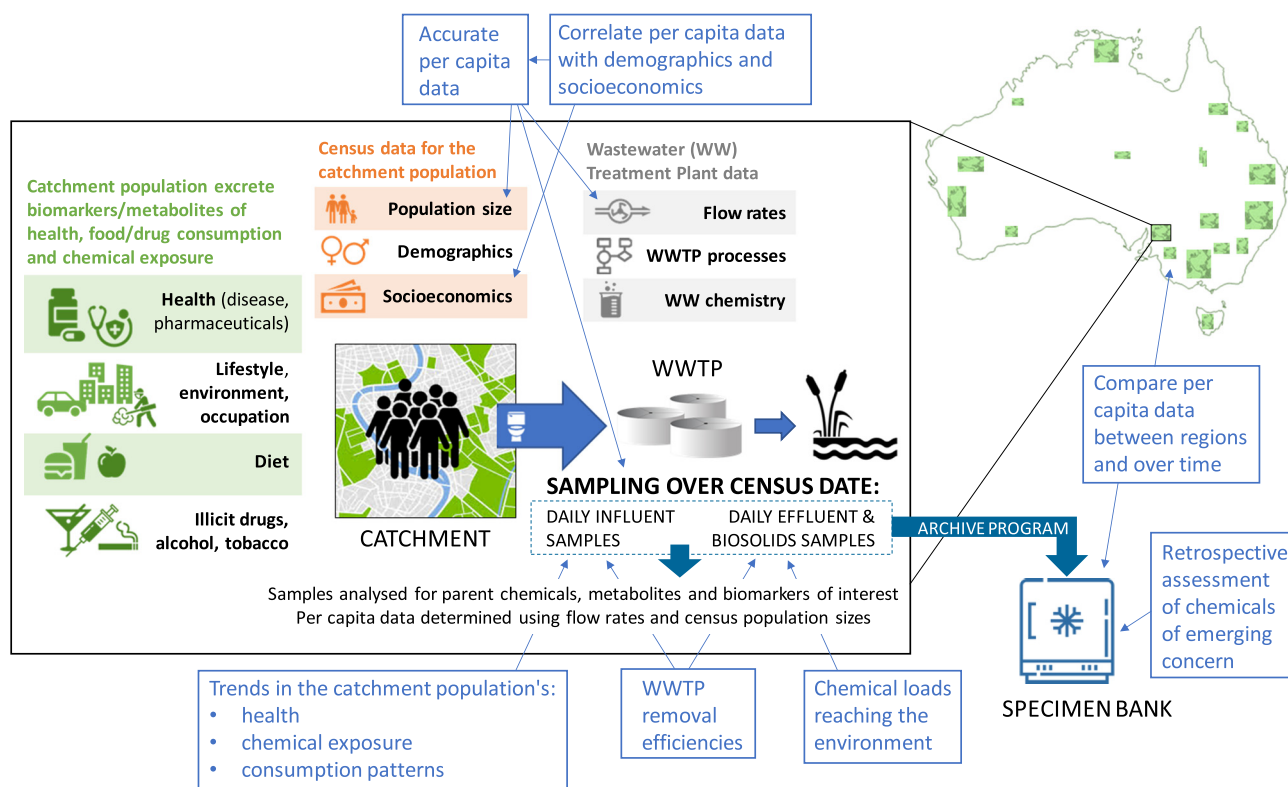 Accurate
per capita
data
Correlate per capita data
with demographics and
socioeconomics
Catchment population excrete
biomarkers/metabolites of
health, food/drug consumption
and chemical exposure
Health (disease,
pharmaceuticals)
Lifestyle,
environment,
occupation
Diet
Illicit drugs,
alcohol, tobacco
Census data for the
catchment population
Population size
Demographics
Socioeconomics
Wastewater (WW)
Treatment Plant data
Flow rates
WWTP processes
WW chemistry
CATCHMENT
WWTP
SAMPLING OVER CENSUS DATE:
DAILY INFLUENT
SAMPLES
DAILY EFFLUENT &
BIOSOLIDS SAMPLES
ARCHIVE PROGRAM
Samples analysed for parent chemicals, metabolites and biomarkers of interest
Per capita data determined using flow rates and census population sizes
Compare per
capita data
between regions
and over time
Retrospective
assessment
of chemicals
of emerging
concern
SPECIMEN BANK
Trends in the catchment population's:
• health
• chemical exposure
• consumption patterns
WWTP
removal
efficiencies
Chemical loads
reaching the
environment